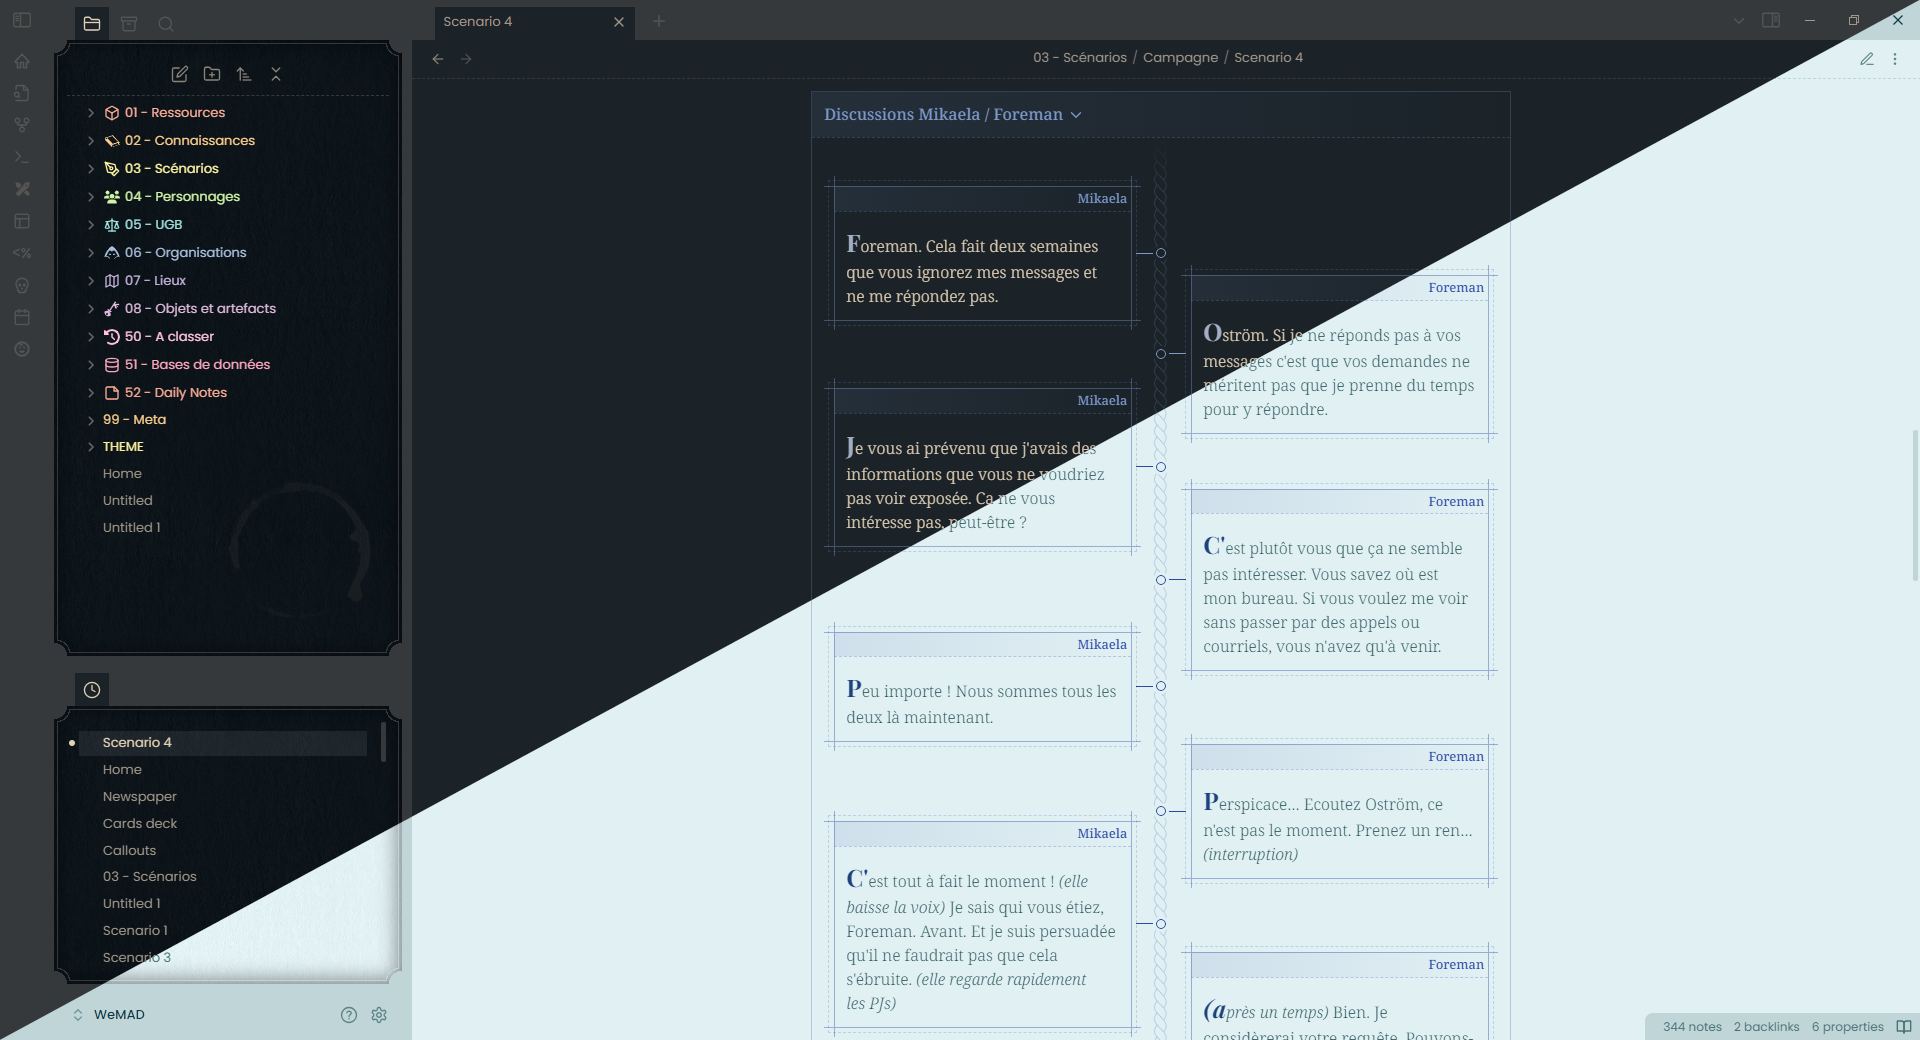 Scenario 4
03 - Scénarios / Campagne / Scenario 4
01 - Ressources
02 - Connaissances
03 - Scénarios
04 - Personnages
05 - UGB
06 - Organisations
07 - Lieux
08 - Objets et artefacts
50 - A classer
51 - Bases de données
52 - Daily Notes
99 - Meta
THEME
Home
Untitled
Untitled 1
Scenario 4
Home
Newspaper
Cards deck
Callouts
03 - Scénarios
Untitled 1
Scenario 1
Scenario 3
WeMAD
<%
Discussions Mikaela / Foreman
Mikaela
Foreman. Cela fait deux semaines
que vous ignorez mes messages et
ne me répondez pas.
Foreman
Oström. Si je ne réponds pas à vos
messages c'est que vos demandes ne
méritent pas que je prenne du temps
pour y répondre.
Mikaela
Je vous ai prévenu que j'avais des
informations que vous ne voudriez
pas voir exposée. Ca ne vous
intéresse pas, peut-être ?
Foreman
C'est plutôt vous que ça ne semble
pas intéresser. Vous savez où est
mon bureau. Si vous voulez me voir
sans passer par des appels ou
courriels, vous n'avez qu'à venir.
Mikaela
Peu importe ! Nous sommes tous les
deux là maintenant.
Foreman
Perspicace... Ecoutez Oström, ce
n'est pas le moment. Prenez un ren...
(interruption)
Mikaela
C'est tout à fait le moment ! (elle
baisse la voix) Je sais qui vous étiez,
Foreman. Avant. Et je suis persuadée
qu'il ne faudrait pas que cela
s'ébruite. (elle regarde rapidement
les PJs)
Foreman
(après un temps) Bien. Je
considèrerai votre requête. Pouvons-
344 notes 2 backlinks 6 properties